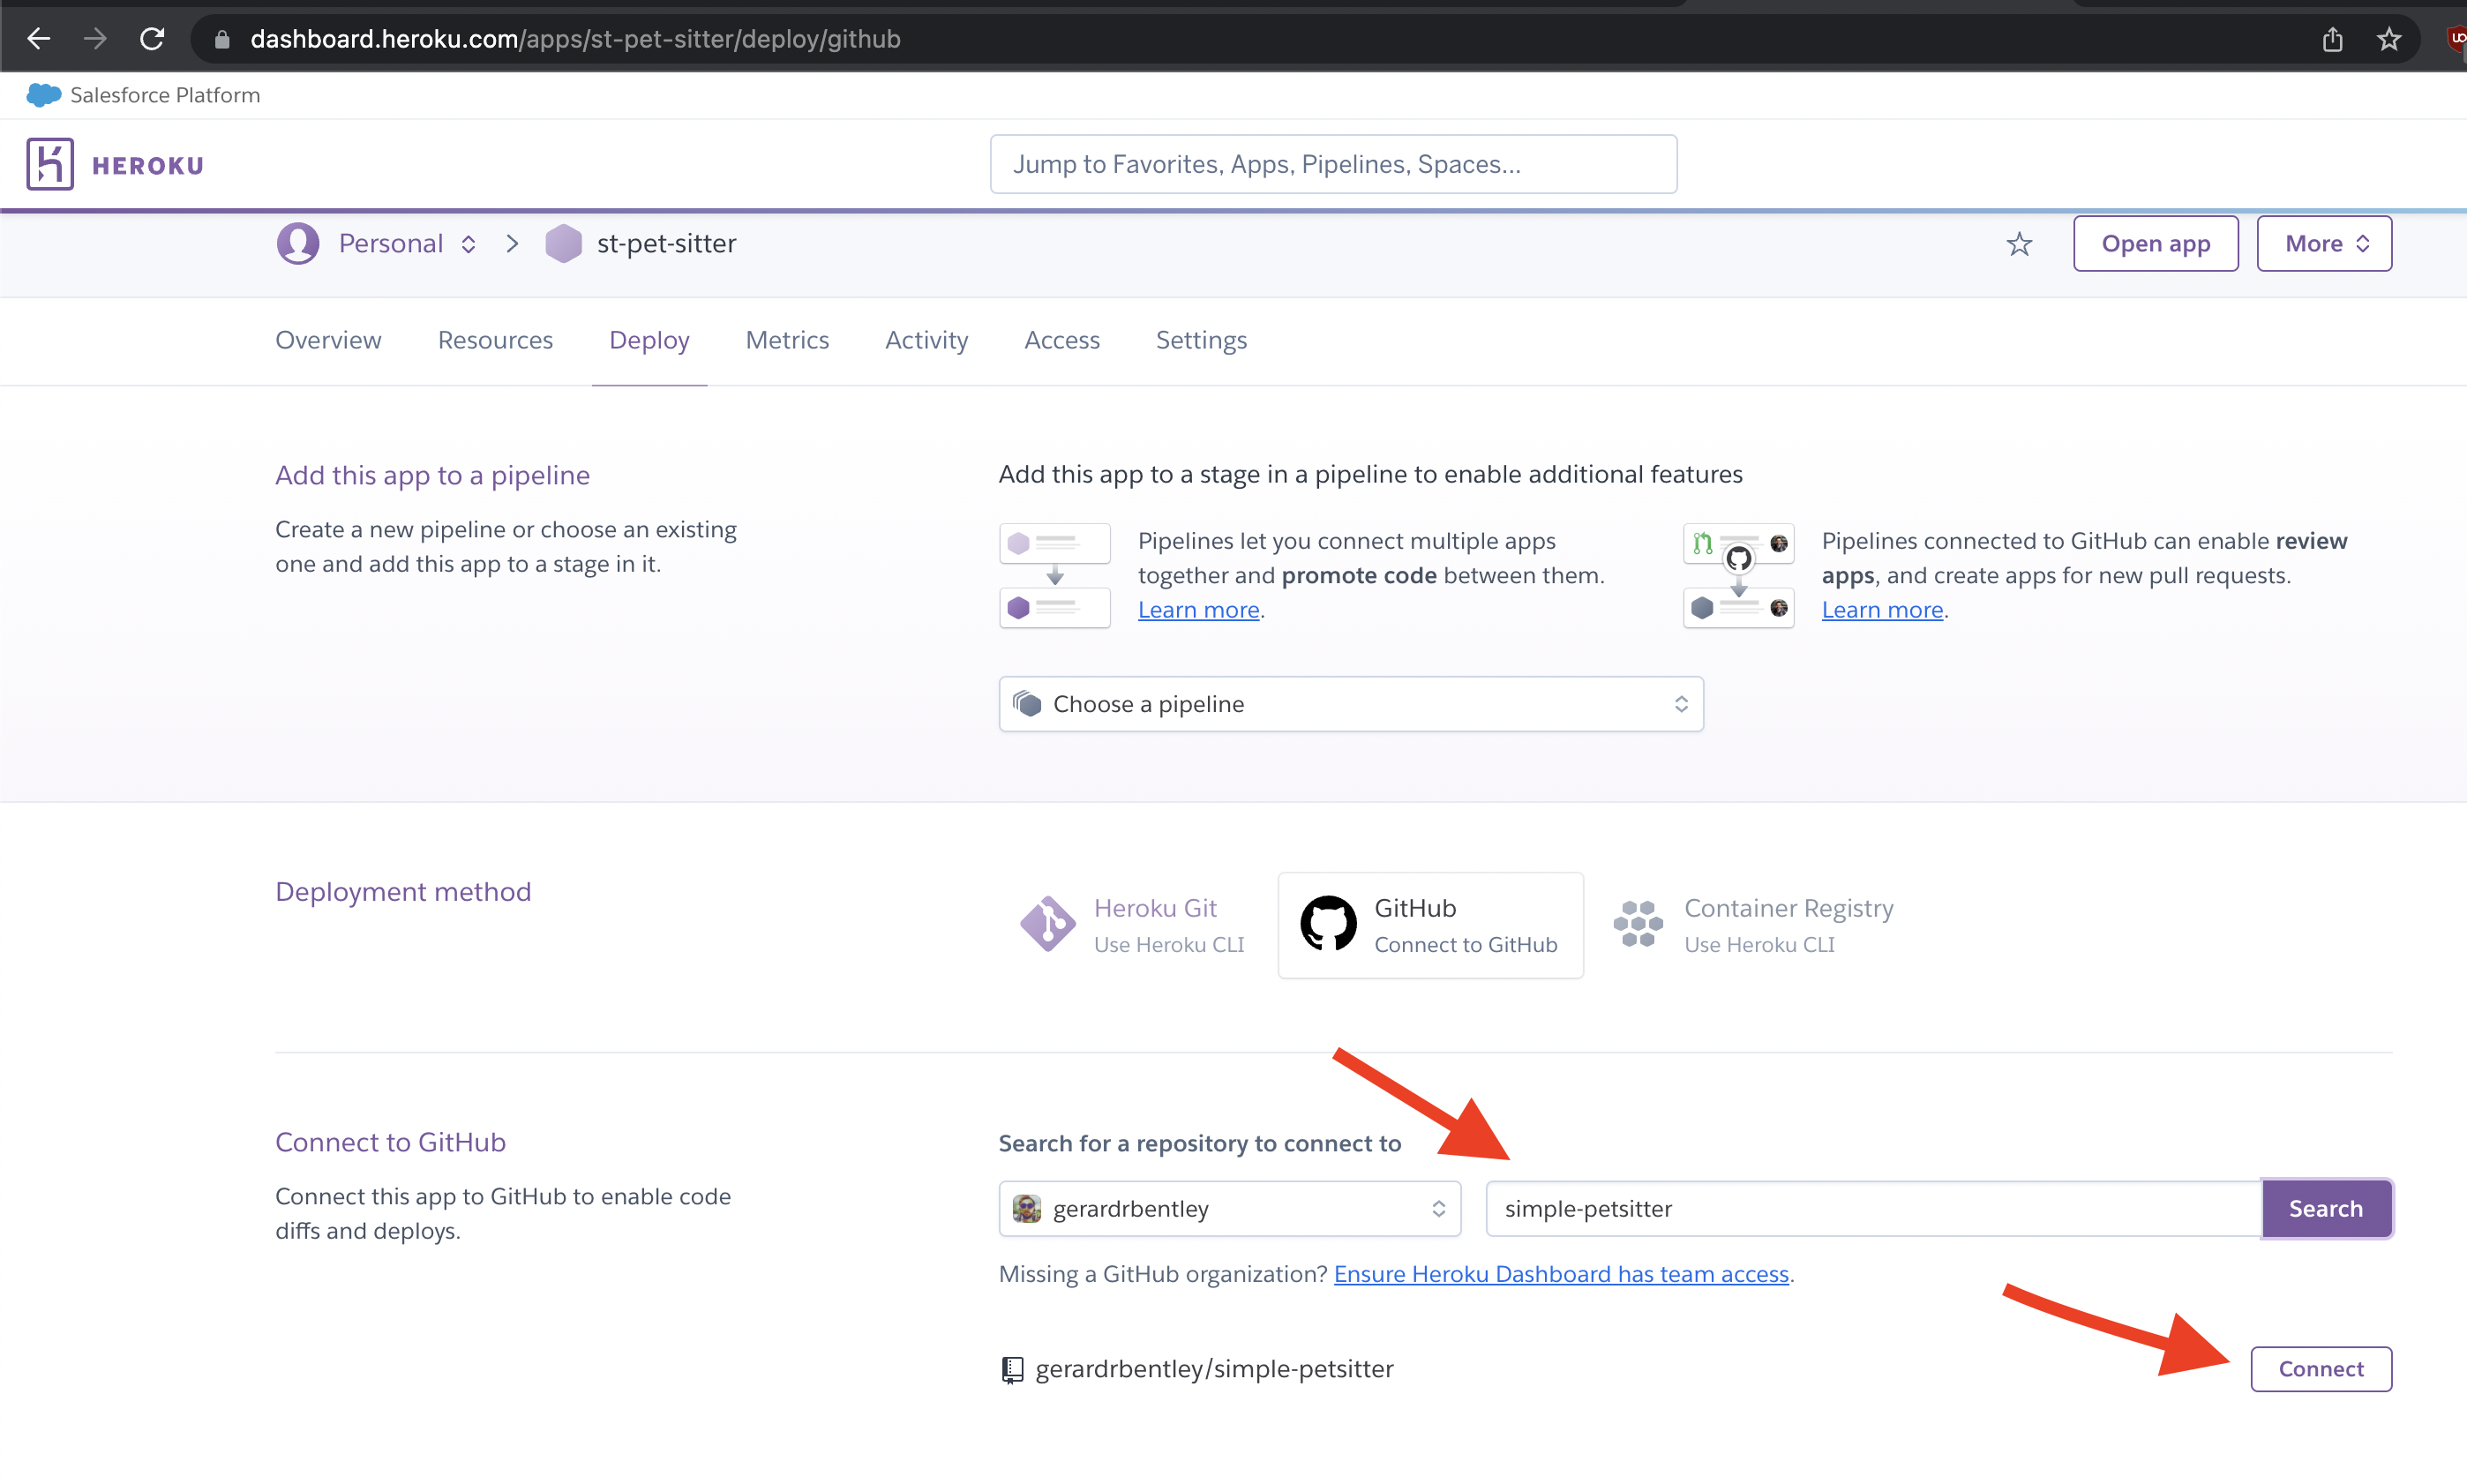 dashboard.heroku.com/apps/st-pet-sitter/deploy/github
Salesforce Platform
HEROKU
Jump to Favorites, Apps, Pipelines, Spaces...
Personal
st-pet-sitter
Open app
More
Overview
Resources
Deploy
Metrics
Activity
Access
Settings
Add this app to a pipeline
Create a new pipeline or choose an existing
one and add this app to a stage in it.
Add this app to a stage in a pipeline to enable additional features
Pipelines let you connect multiple apps
together and promote code between them.
Learn more.
Pipelines connected to GitHub can enable review
apps, and create apps for new pull requests.
Learn more.
Choose a pipeline
Deployment method
Heroku Git
Use Heroku CLI
GitHub
Connect to GitHub
Container Registry
Use Heroku CLI
Connect to GitHub
Connect this app to GitHub to enable code
diffs and deploys.
Search for a repository to connect to
gerardrbentley
simple-petsitter
Search
Missing a GitHub organization? Ensure Heroku Dashboard has team access.
gerardrbentley/simple-petsitter
Connect